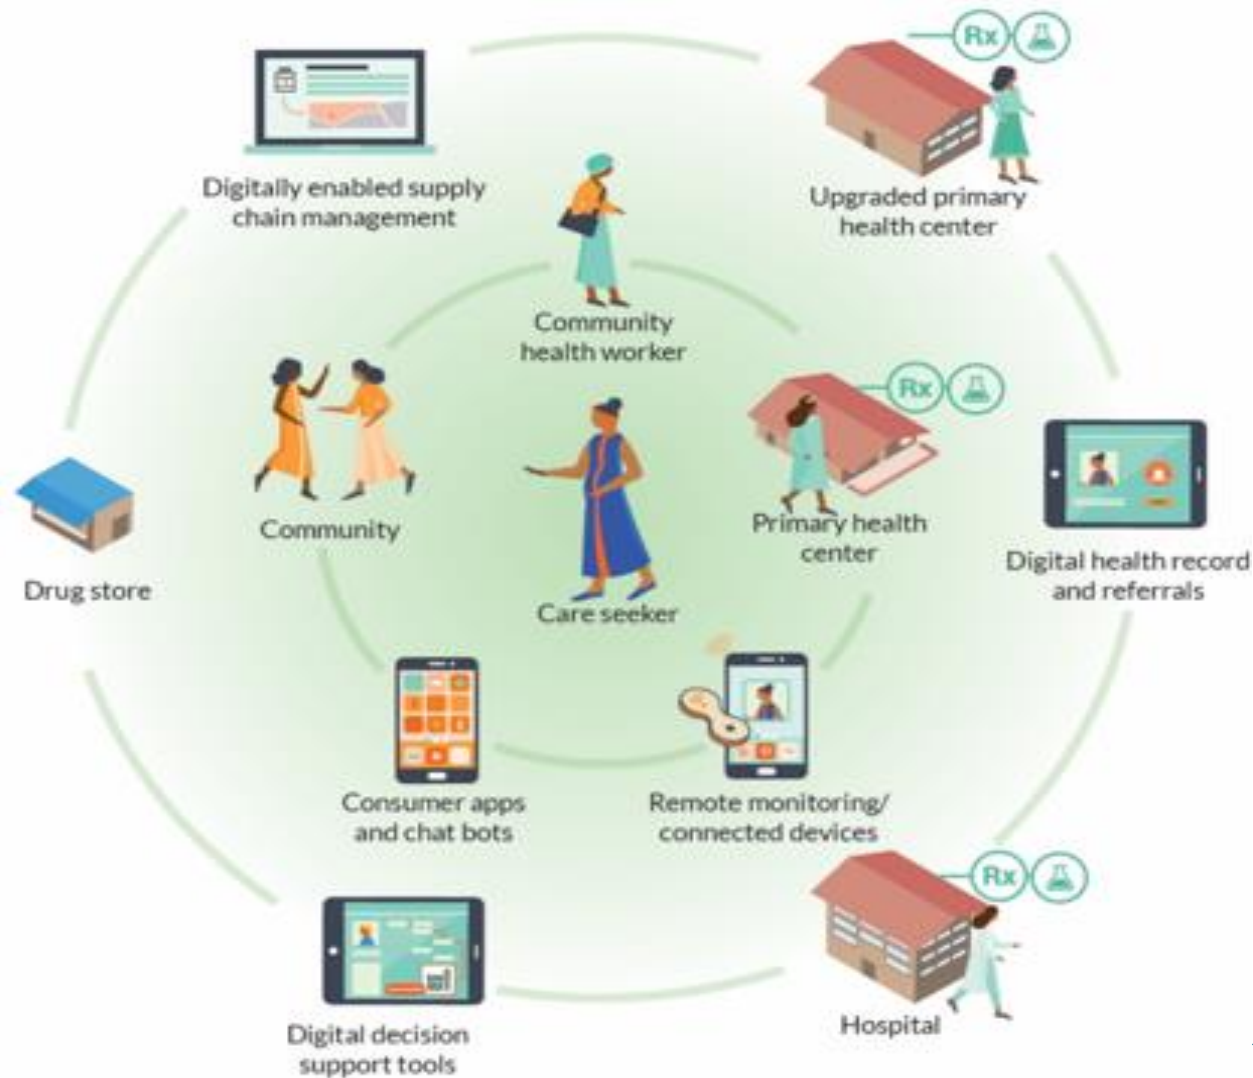 Rx
Digitally enabled supply
chain management
Upgraded primary
health center
Community
health worker
Rx
Community
Primary health
center
Care seeker
Drug store
Digital health record
and referrals
Consumer apps
and chat bots
Remote monitoring/
connected devices
Rx
Hospital
Digital decision
support tools